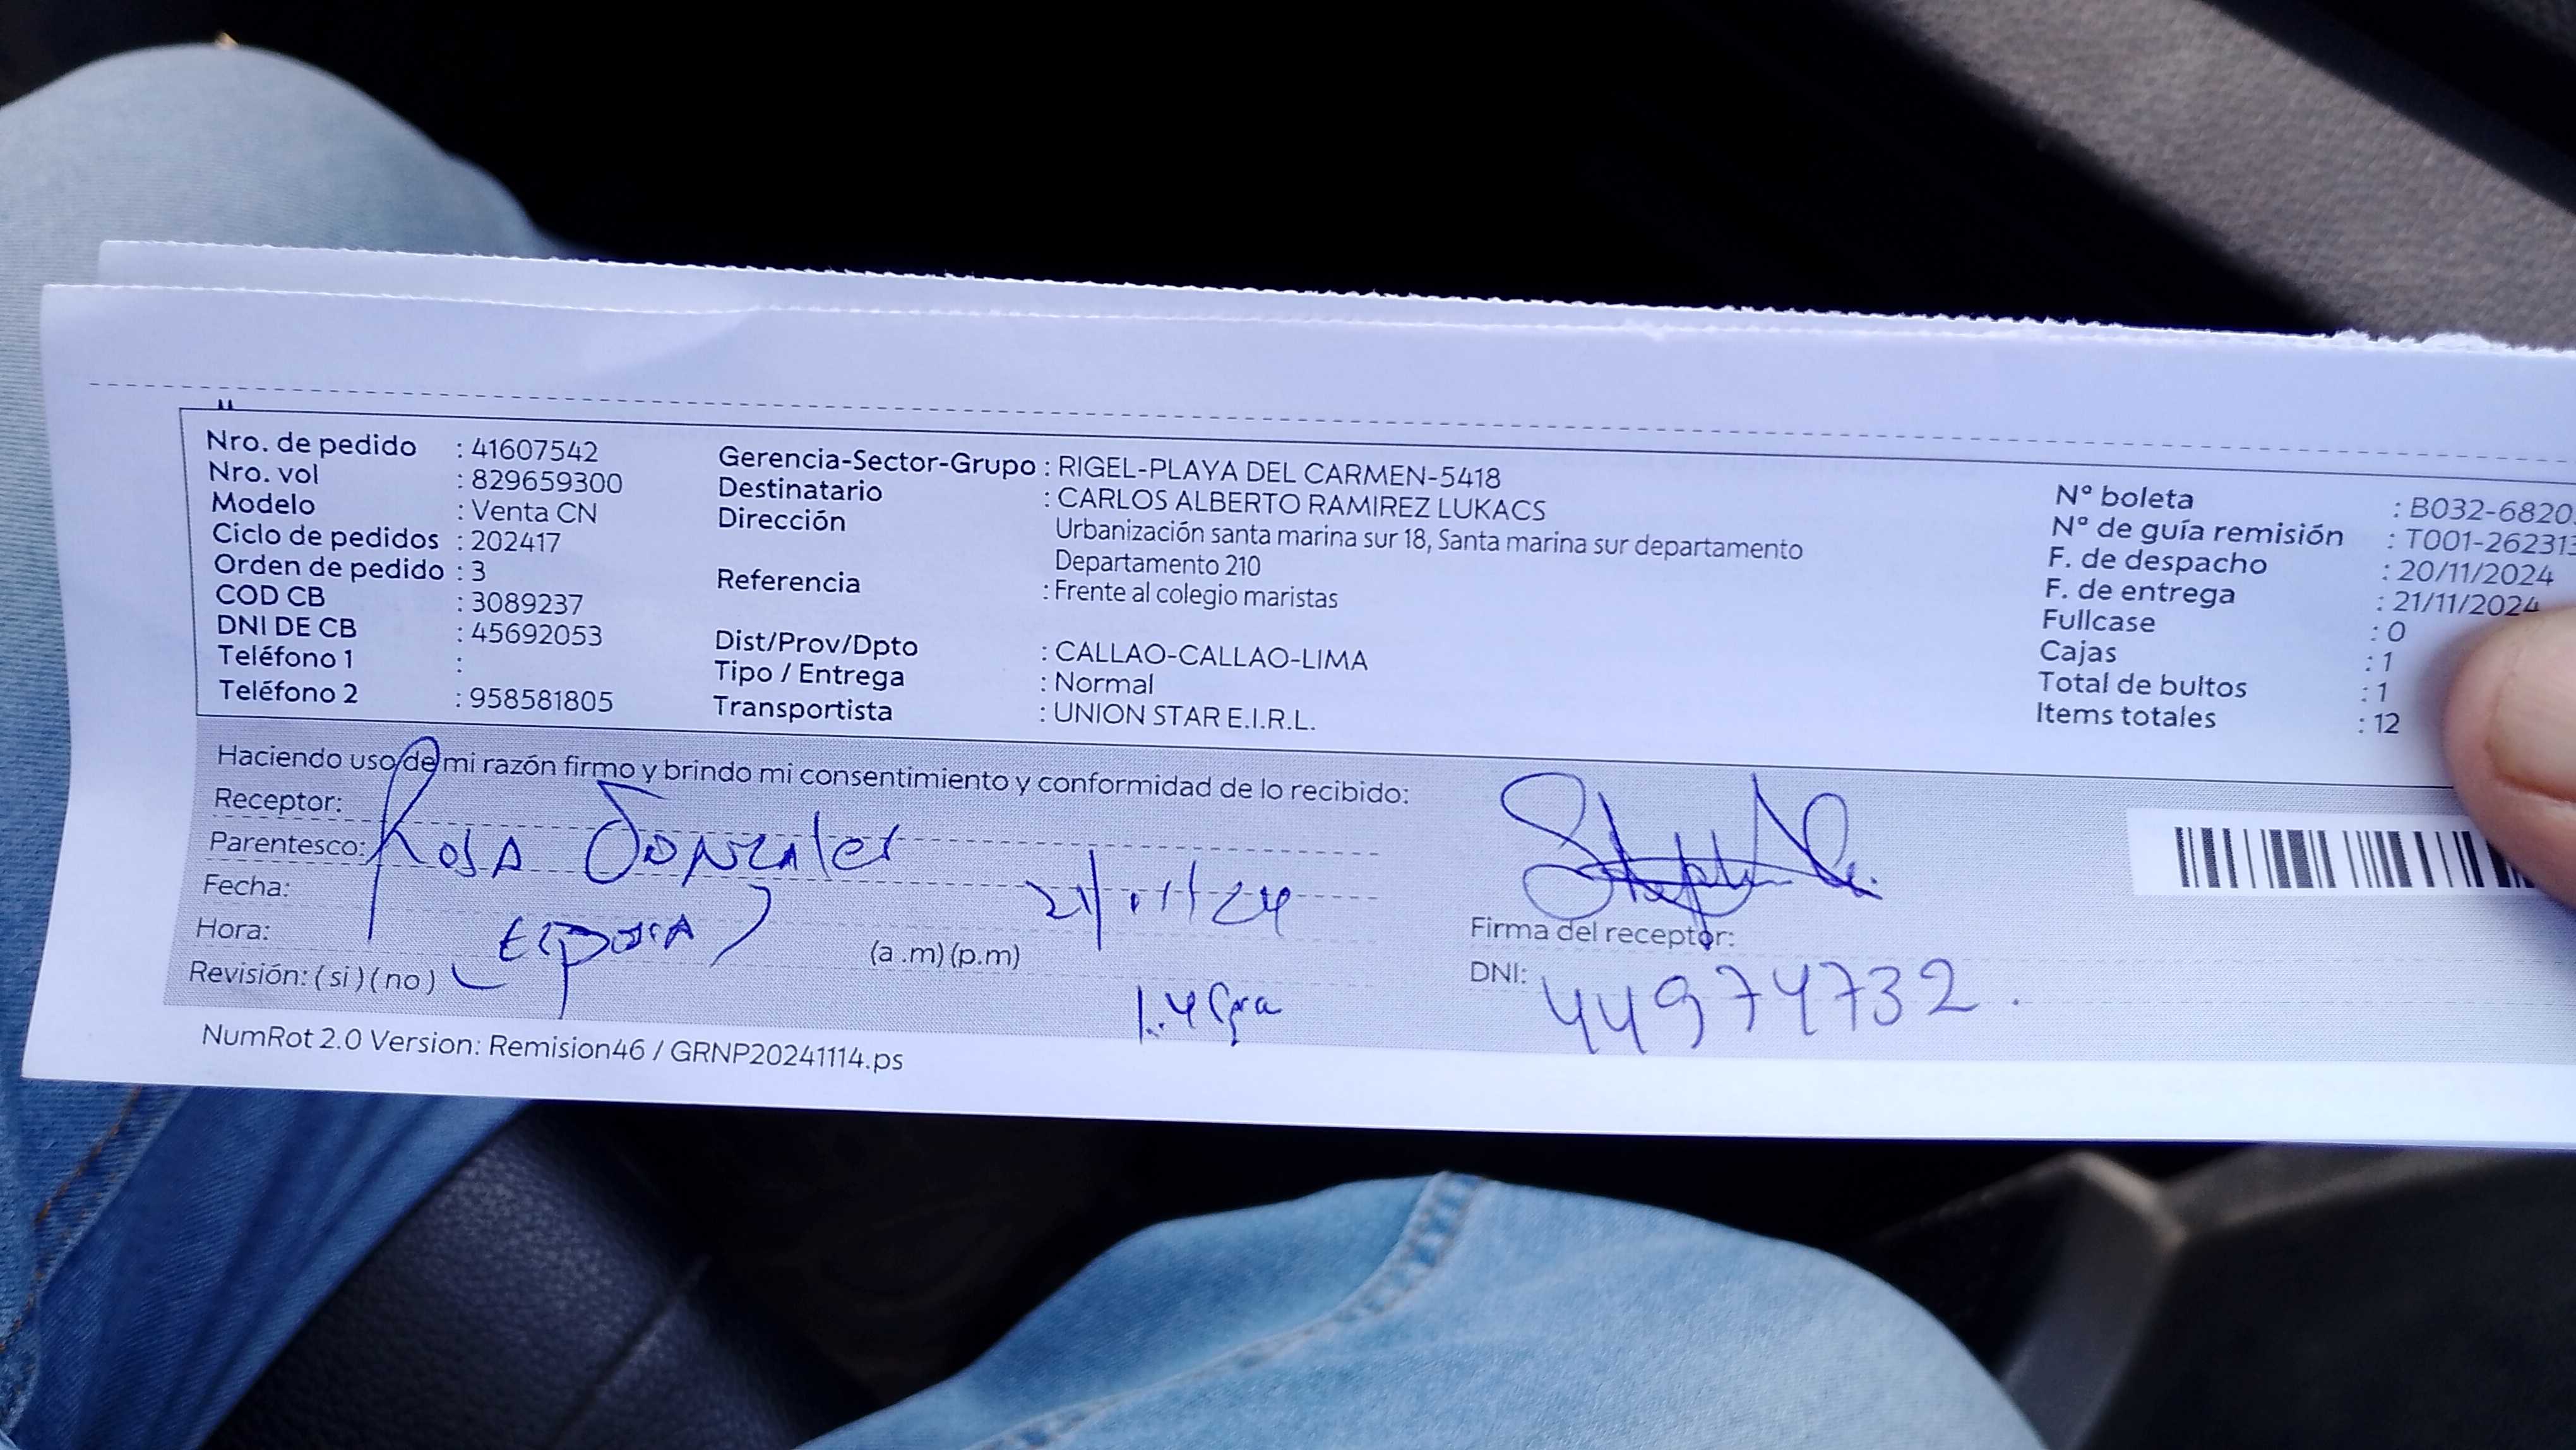 Nro. de pedido : 41607542
Nro. vol : 829659300
Modelo : Venta CN
Ciclo de pedidos : 202417
Orden de pedido : 3
COD CB : 3089237
DNI DE CB : 45692053
Teléfono 1 :
Teléfono 2 : 958581805
Gerencia-Sector-Grupo : RIGEL-PLAYA DEL CARMEN-5418
Destinatario : CARLOS ALBERTO RAMIREZ LUKACS
Dirección Urbanización santa marina sur 18, Santa marina sur departamento
Departamento 210
Referencia : Frente al colegio maristas
Dist/Prov/Dpto : CALLAO-CALLAO-LIMA
Tipo / Entrega : Normal
Transportista : UNION STAR E.I.R.L.
N° boleta : B032-6820
N° de guía remisión : T001-262313
F. de despacho : 20/11/2024
F. de entrega : 21/11/2024
Fullcase : 0
Cajas : 1
Total de bultos : 1
Items totales : 12
Haciendo uso de mi razón firmo y brindo mi consentimiento y conformidad de lo recibido:
Receptor:
Parentesco: Rosa Gonzales
Fecha: 21/11/24
Hora: Esposa (a .m) (p.m)
Revisión: ( si ) ( no )
Firma del receptor:
DNI: 44974732.
NumRot 2.0 Version: Remision46 / GRNP20241114.ps